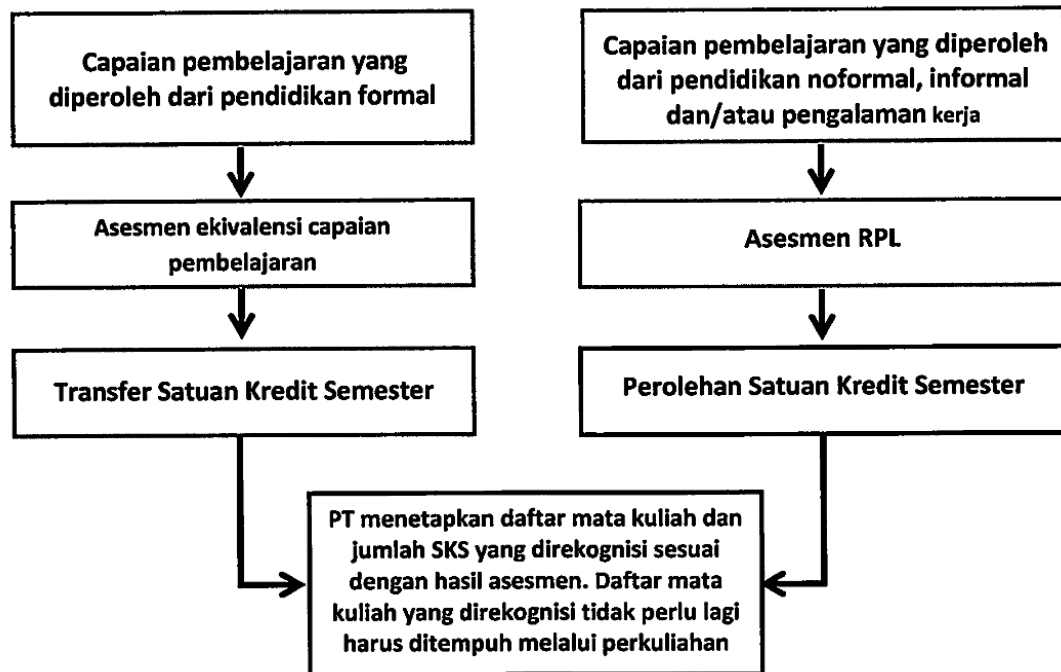 Capaian pembelajaran yang
diperoleh dari pendidikan formal
Capaian pembelajaran yang diperoleh
dari pendidikan noformal, informal
dan/atau pengalaman kerja
Asesmen ekivalensi capaian
pembelajaran
Asesmen RPL
Transfer Satuan Kredit Semester
Perolehan Satuan Kredit Semester
PT menetapkan daftar mata kuliah dan
jumlah SKS yang direkognisi sesuai
dengan hasil asesmen. Daftar mata
kuliah yang direkognisi tidak perlu lagi
harus ditempuh melalui perkuliahan